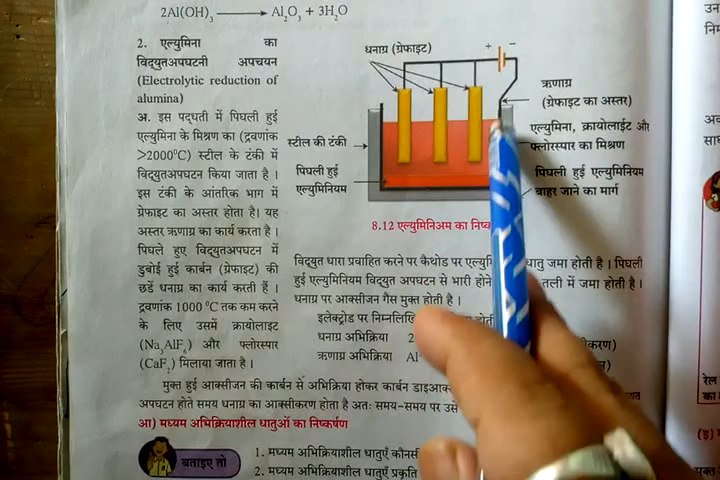 2Al(OH)₃ ⟶ Al₂O₃ + 3H₂O
2. एल्युमिना का
विद्युतअपघटनी अपचयन
(Electrolytic reduction of
alumina)
अ. इस पद्धती में पिघली हुई
एल्युमिना के मिश्रण का (द्रवणांक
>2000⁰C) स्टील के टंकी में
विद्युतअपघटन किया जाता है ।
इस टंकी के आंतरिक भाग में
ग्रेफाइट का अस्तर होता है। यह
अस्तर ऋणाग्र का कार्य करता है ।
पिघले हुए विद्युतअपघटन में
डुबोई हुई कार्बन (ग्रेफाइट) की
छडें धनाग्र का कार्य करती हैं ।
द्रवणांक 1000 ⁰C तक कम करने
के लिए उसमें क्रायोलाइट
(Na₃AlF₆) और फ्लोरस्पार
(CaF₂) मिलाया जाता है ।
धनाग्र (ग्रेफाइट)
+ −
ऋणाग्र
(ग्रेफाइट का अस्तर)
स्टील की टंकी
एल्युमिना, क्रायोलाईट और
फ्लोरस्पार का मिश्रण
पिघली हुई
एल्युमिनियम
पिघली हुई एल्युमिनियम
बाहर जाने का मार्ग
8.12 एल्युमिनिअम का
विद्युत धारा प्रवाहित करने पर कैथोड पर धातु जमा होती है । पिघली
हुई एल्युमिनियम विद्युत अपघटन से भारी होने तली में जमा होती है ।
धनाग्र पर आक्सीजन गैस मुक्त होती है ।
इलेक्ट्रोड पर
धनाग्र अभिक्रिया 2
ऋणाग्र अभिक्रिया Al
मुक्त हुई आक्सीजन की कार्बन से अभिक्रिया होकर कार्बन
अपघटन होते समय धनाग्र का आक्सीकरण होता है अतः समय-समय पर उसे
आ) मध्यम अभिक्रियाशील धातुओं का निष्कर्षण
बताइए तो
1. मध्यम अभिक्रियाशील धातुएँ
2. मध्यम अभिक्रियाशील धातुएँ प्रकृति